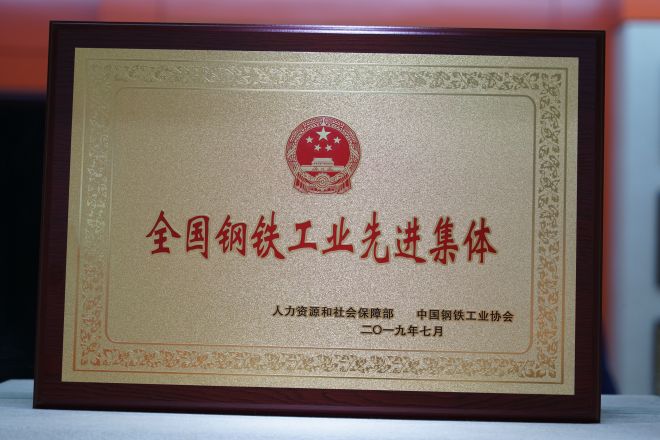 全国钢铁工业先进集体
人力资源和社会保障部 中国钢铁工业协会
二〇一九年七月